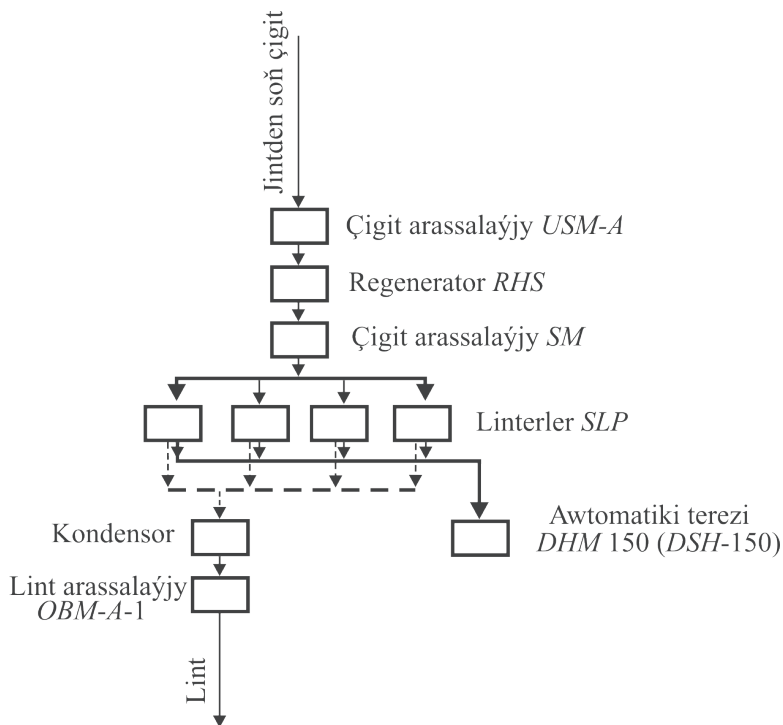 Jintden soň çigit
Çigit arassalaýjy USM-A
Regenerator RHS
Çigit arassalaýjy SM
Linterler SLP
Kondensor
Awtomatiki terezi
DHM 150 (DSH-150)
Lint arassalaýjy
OBM-A-1
Lint